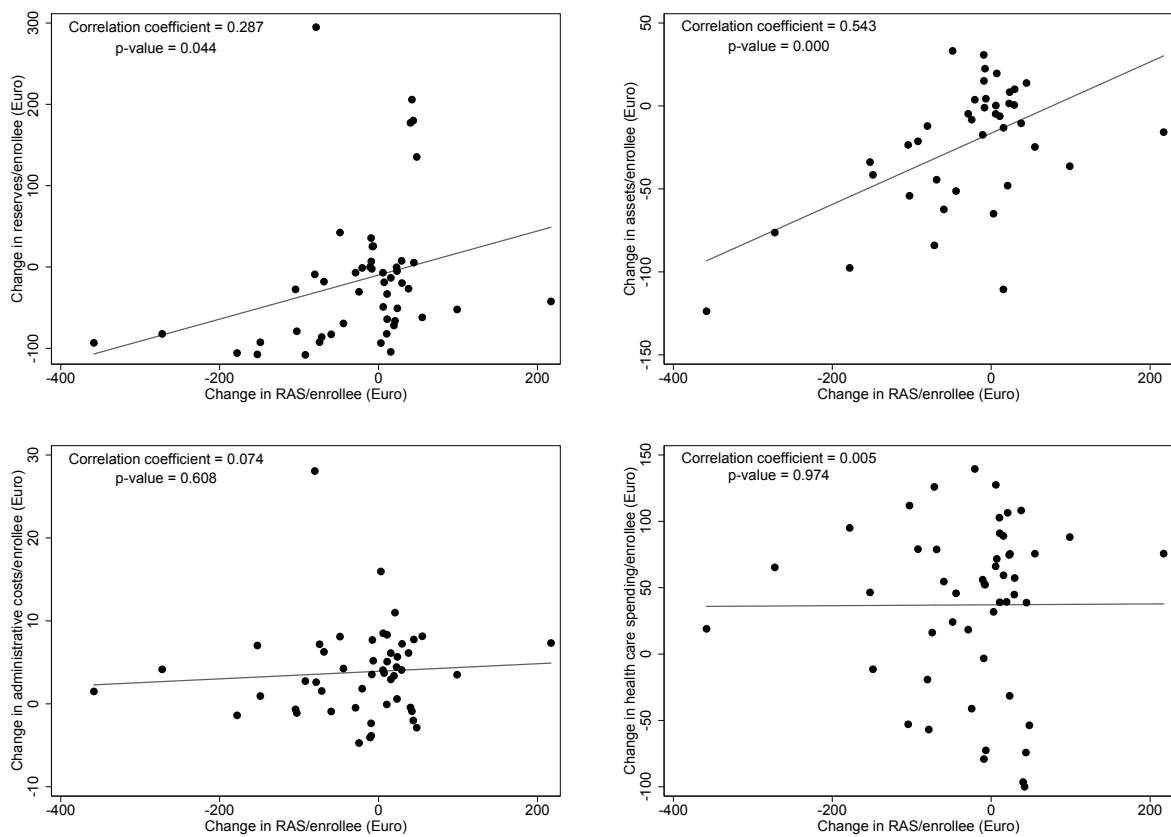 Correlation coefficient = 0.287
p-value = 0.044
Change in reserves/enrollee (Euro)
300
200
100
0
-100
-400
-200
0
200
Change in RAS/enrollee (Euro)
Correlation coefficient = 0.543
p-value = 0.000
Change in assets/enrollee (Euro)
50
0
-50
-100
-150
-400
-200
0
200
Change in RAS/enrollee (Euro)
Correlation coefficient = 0.074
p-value = 0.608
Change in administrative costs/enrollee (Euro)
30
20
10
0
-10
-400
-200
0
200
Change in RAS/enrollee (Euro)
Correlation coefficient = 0.005
p-value = 0.974
Change in health care spending/enrollee (Euro)
150
100
50
0
-50
-100
-400
-200
0
200
Change in RAS/enrollee (Euro)